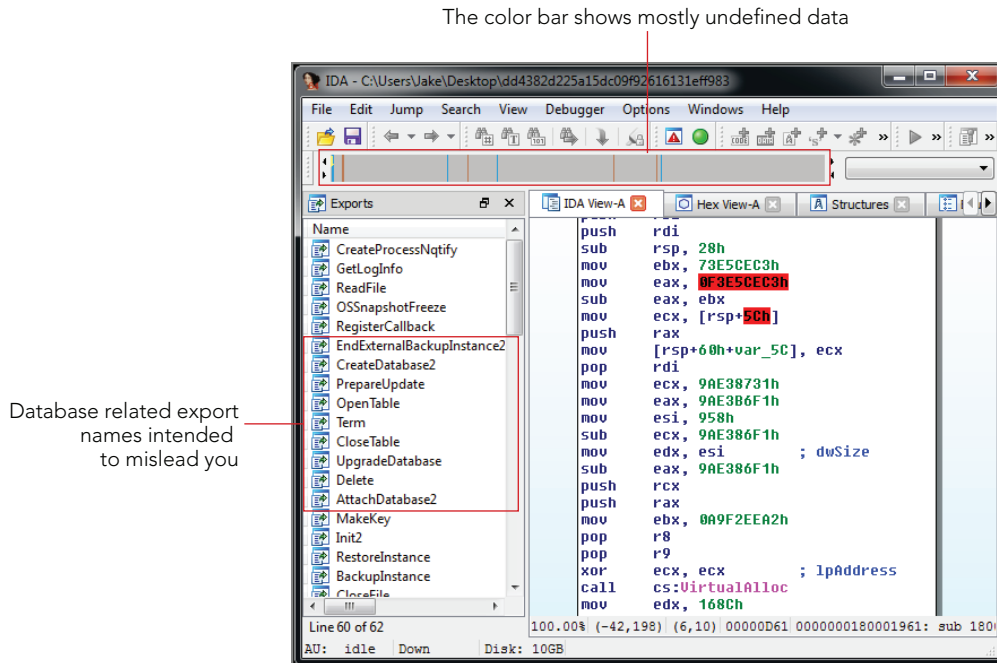 The color bar shows mostly undefined data
IDA - C:\Users\Jake\Desktop\dd4382d225a15dc09f92616131eff983
File Edit Jump Search View Debugger Options Windows Help
Exports
IDA View-A
Hex View-A
Structures
Name
CreateProcessNqtify
GetLogInfo
ReadFile
OSSnapshotFreeze
RegisterCallback
EndExternalBackupInstance2
CreateDatabase2
PrepareUpdate
OpenTable
Term
CloseTable
UpgradeDatabase
Delete
AttachDatabase2
MakeKey
Init2
RestoreInstance
BackupInstance
CloseFile
Line 60 of 62
Database related export
names intended
to mislead you
push rdi
sub rsp, 28h
mov ebx, 73E5CEC3h
mov eax, 0F3E5CEC3h
sub eax, ebx
mov ecx, [rsp+5Ch]
push rax
mov [rsp+60h+var_5C], ecx
pop rdi
mov ecx, 9AE38731h
mov eax, 9AE3B6F1h
mov esi, 958h
sub ecx, 9AE386F1h
mov edx, esi ; dwSize
sub eax, 9AE386F1h
push rcx
push rax
mov ebx, 0A9F2EEA2h
pop r8
pop r9
xor ecx, ecx ; lpAddress
call cs:VirtualAlloc
mov edx, 168Ch
100.00% (-42,198) (6,10) 00000D61 0000000180001961: sub 180
AU: idle Down Disk: 10GB